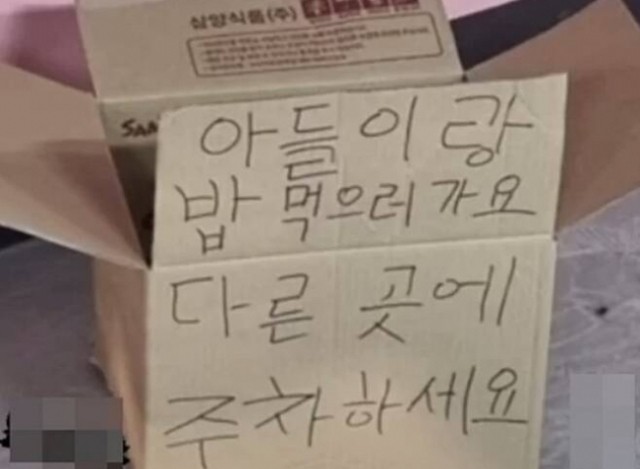 삼양식품(주)
SAM
아들이랑
밥 먹으러가요
다른 곳에
주차하세요